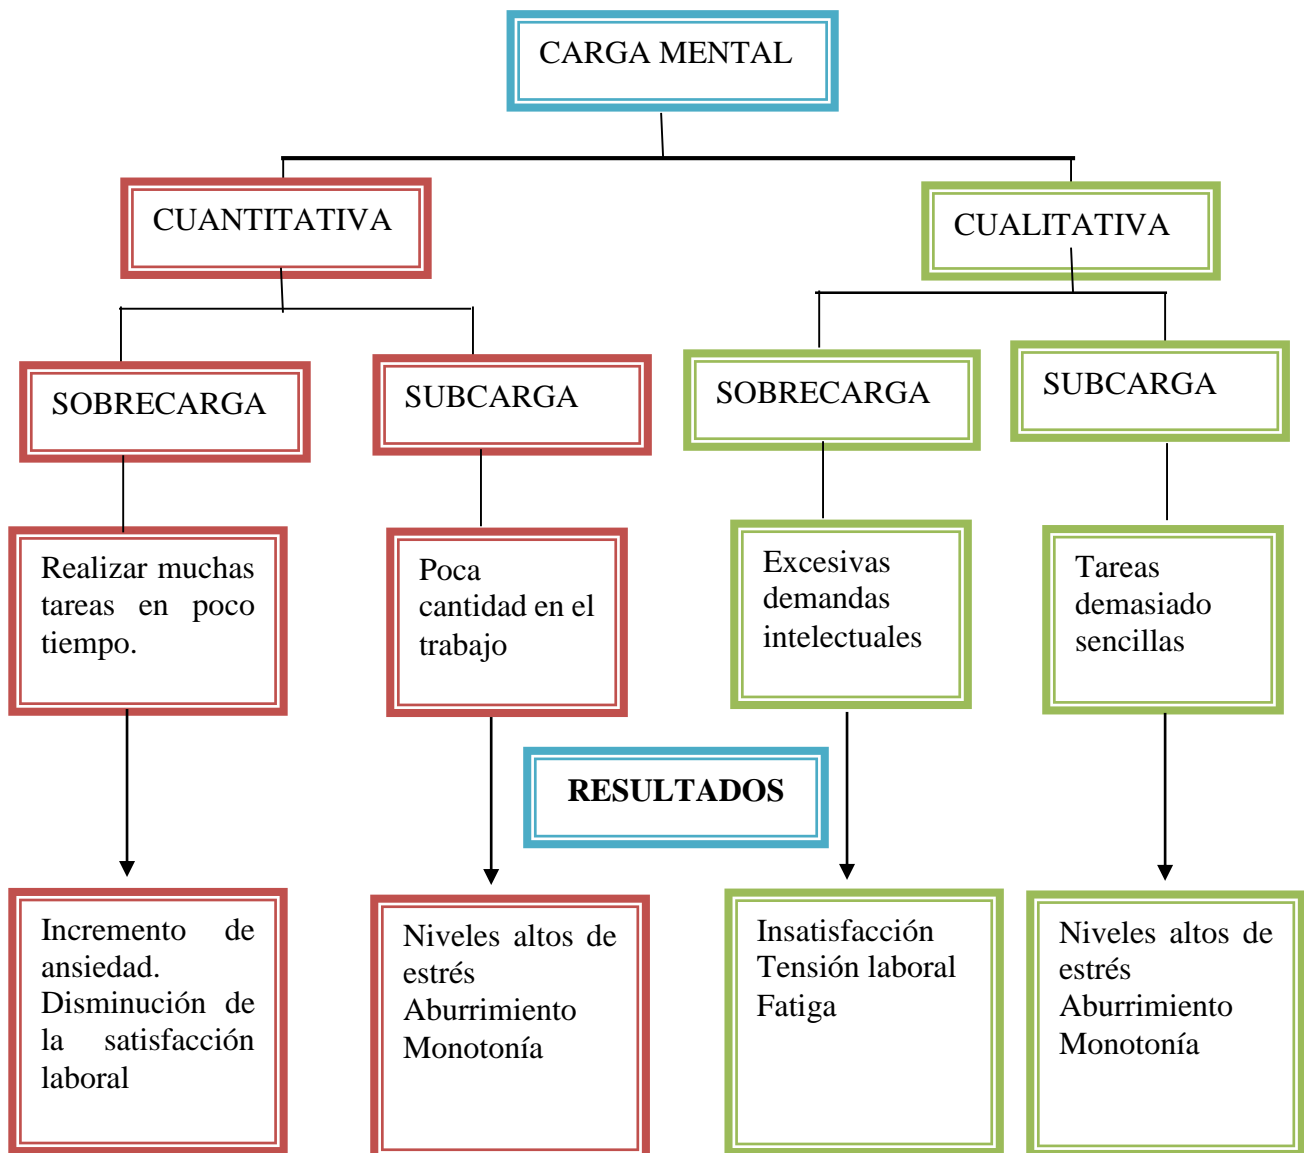 CARGA MENTAL
CUANTITATIVA
CUALITATIVA
SOBRECARGA
SUBCARGA
SOBRECARGA
SUBCARGA
Realizar muchas
tareas en poco
tiempo.
Poca
cantidad en el
trabajo
Excesivas
demandas
intelectuales
Tareas
demasiado
sencillas
RESULTADOS
Incremento de
ansiedad.
Disminución de
la satisfacción
laboral
Niveles altos de
estrés
Aburrimiento
Monotonía
Insatisfacción
Tensión laboral
Fatiga
Niveles altos de
estrés
Aburrimiento
Monotonía